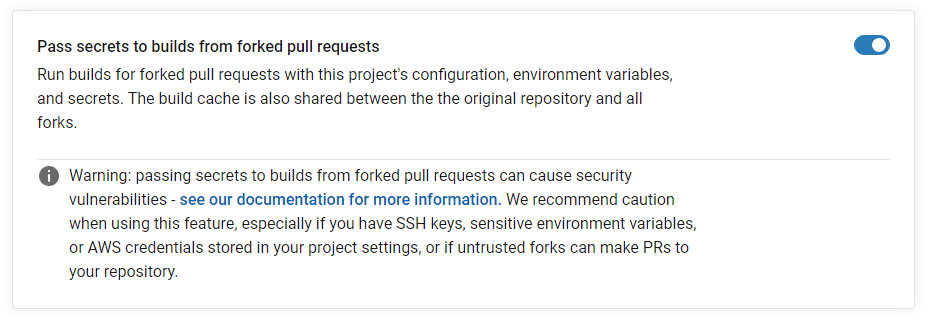 Pass secrets to builds from forked pull requests
Run builds for forked pull requests with this project's configuration, environment variables,
and secrets. The build cache is also shared between the the original repository and all
forks.
Warning: passing secrets to builds from forked pull requests can cause security
vulnerabilities - see our documentation for more information. We recommend caution
when using this feature, especially if you have SSH keys, sensitive environment variables,
or AWS credentials stored in your project settings, or if untrusted forks can make PRs to
your repository.